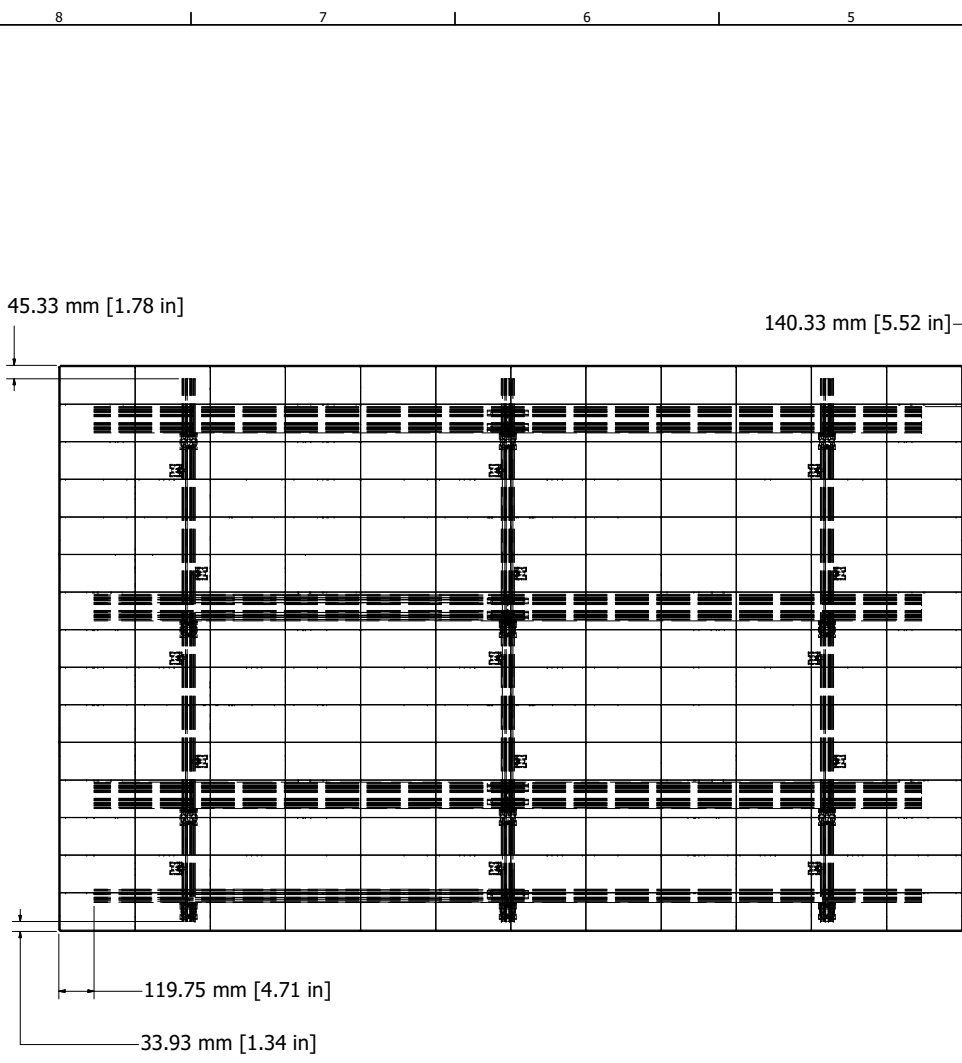 8 7 6 5
45.33 mm [1.78 in]
140.33 mm [5.52 in]
119.75 mm [4.71 in]
33.93 mm [1.34 in]